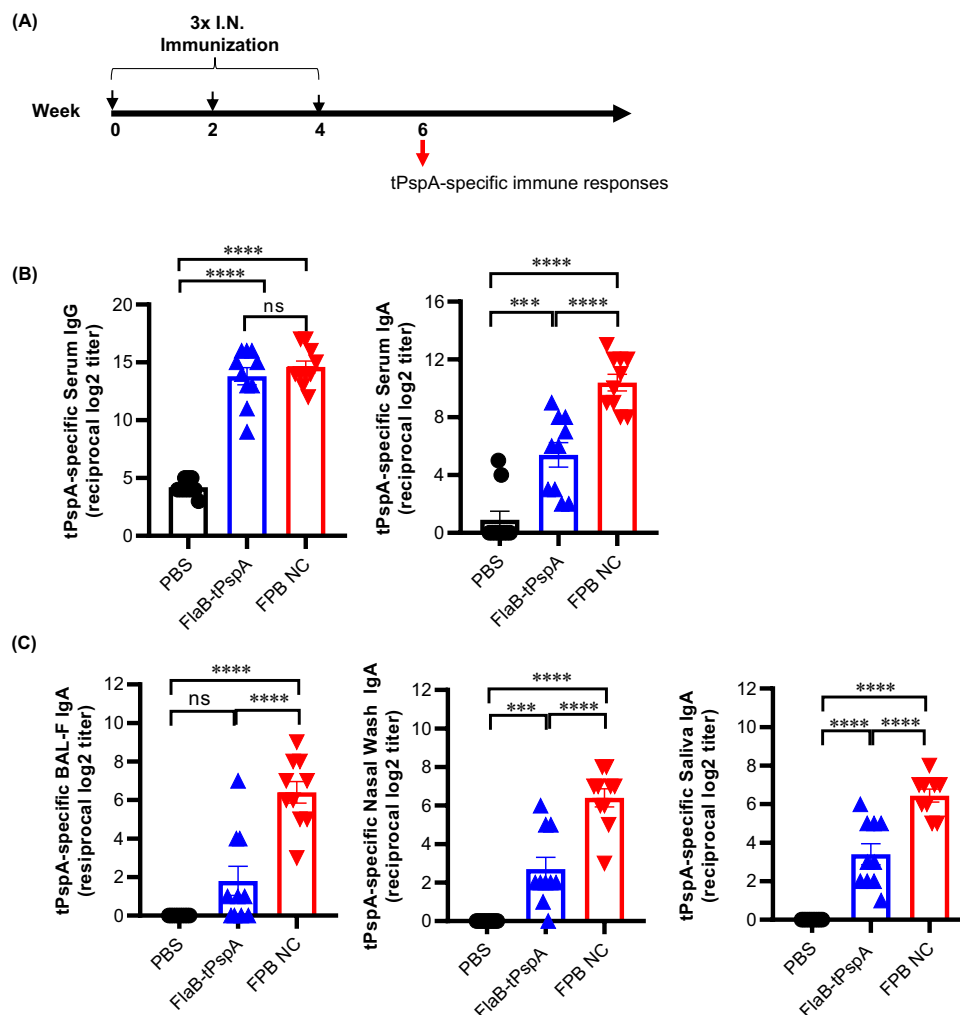 (A)
3x I.N.
Immunization
Week
0
2
4
6
tPspA-specific immune responses
(B)
tPspA-specific Serum IgG
(reciprocal log2 titer)
20
15
10
5
0
****
****
ns
PBS
FlaB-tPspA
FPB NC
tPspA-specific Serum IgA
(reciprocal log2 titer)
16
12
8
4
0
****
***
****
PBS
FlaB-tPspA
FPB NC
(C)
tPspA-specific BAL-F IgA
(resiprocal log2 titer)
12
10
8
6
4
2
0
****
ns
****
PBS
FlaB-tPspA
FPB NC
tPspA-specific Nasal Wash IgA
(reciprocal log2 titer)
12
10
8
6
4
2
0
****
***
****
PBS
FlaB-tPspA
FPB NC
tPspA-specific Saliva IgA
(reciprocal log2 titer)
12
10
8
6
4
2
0
****
****
****
PBS
FlaB-tPspA
FPB NC